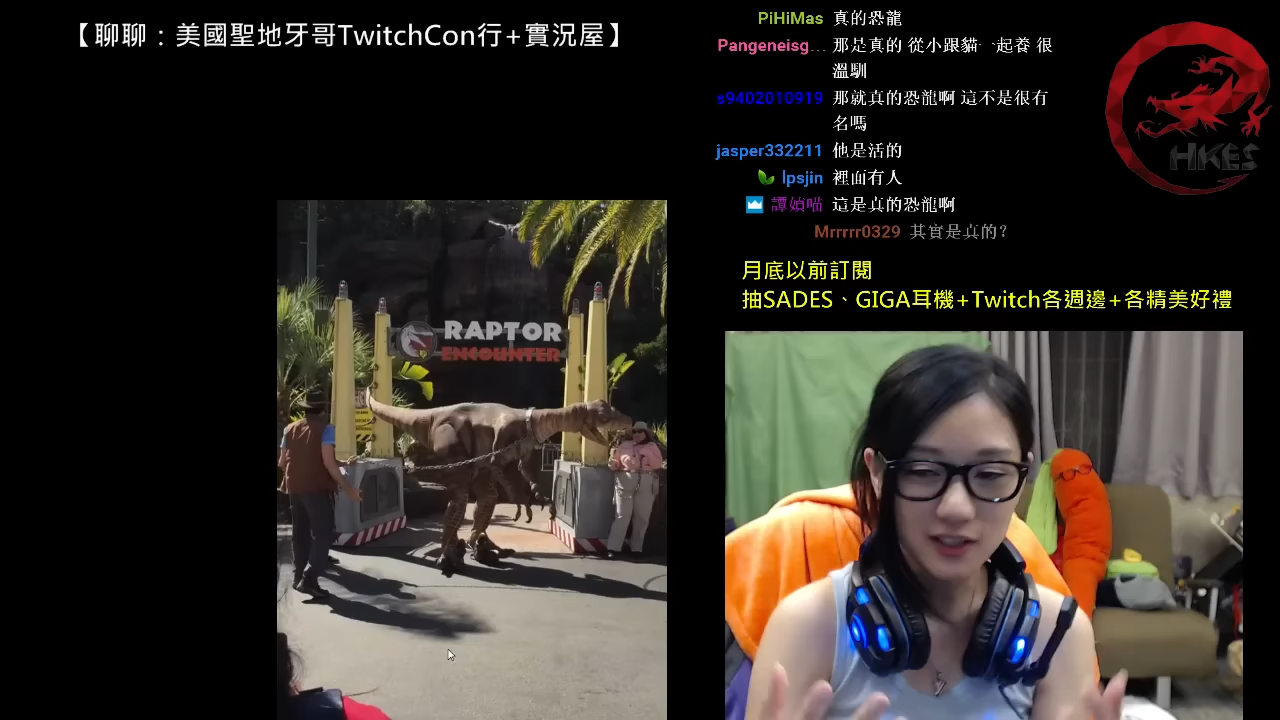 【聊聊：美國聖地牙哥TwitchCon行+實況屋】
PiHiMas 真的恐龍
Pangeneisg… 那是真的 從小跟貓一起養 很
溫馴
s9402010919 那就真的恐龍啊 這不是很有
名嗎
jasper332211 他是活的
lpsjin 裡面有人
譚媜喵 這是真的恐龍啊
Mrrrrr0329 其實是真的?
月底以前訂閱
抽SADES、GIGA耳機+Twitch各週邊+各精美好禮
HKES
RAPTOR
ENCOUNTER